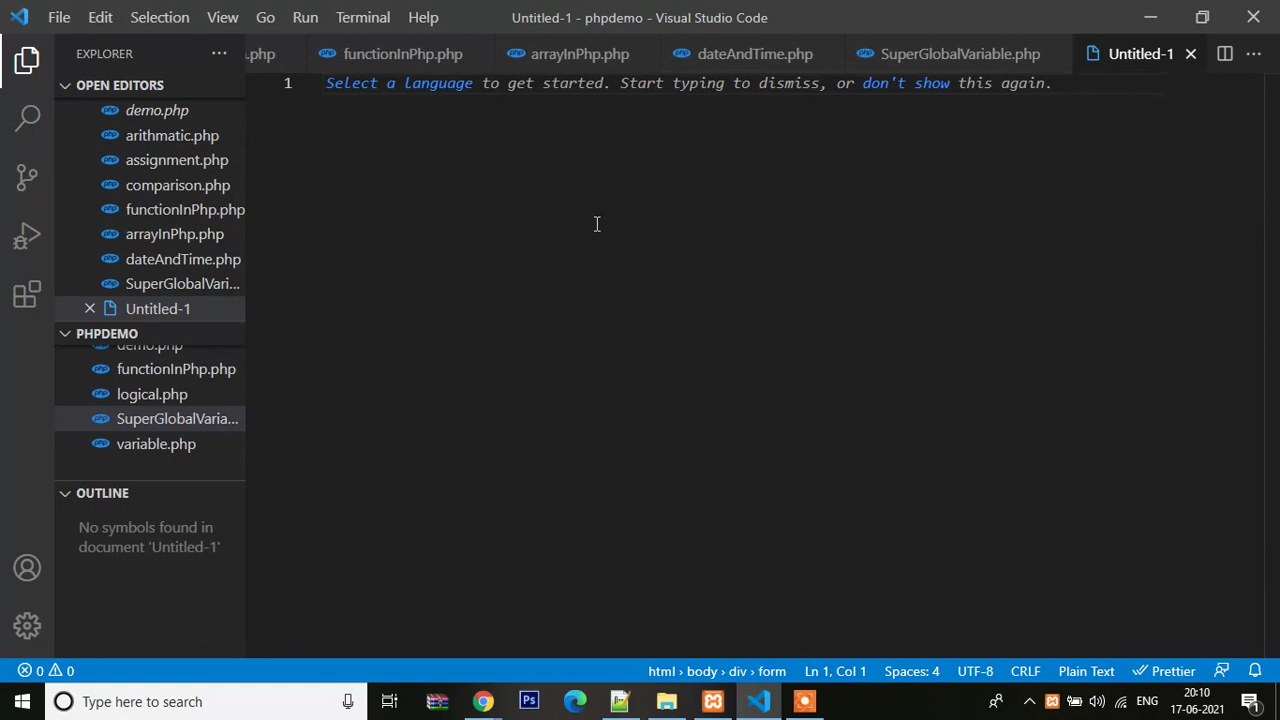 File Edit Selection View Go Run Terminal Help Untitled-1 - phpdemo - Visual Studio Code
EXPLORER
.php functionInPhp.php arrayInPhp.php dateAndTime.php SuperGlobalVariable.php Untitled-1
OPEN EDITORS
1 Select a language to get started. Start typing to dismiss, or don't show this again.
demo.php
arithmatic.php
assignment.php
comparison.php
functionInPhp.php
arrayInPhp.php
dateAndTime.php
SuperGlobalVari...
Untitled-1
PHPDEMO
demo.php
functionInPhp.php
logical.php
SuperGlobalVaria...
variable.php
OUTLINE
No symbols found in
document 'Untitled-1'
0 0 html › body › div › form Ln 1, Col 1 Spaces: 4 UTF-8 CRLF Plain Text Prettier
Type here to search
Ps
ENG
20:10
17-06-2021
1